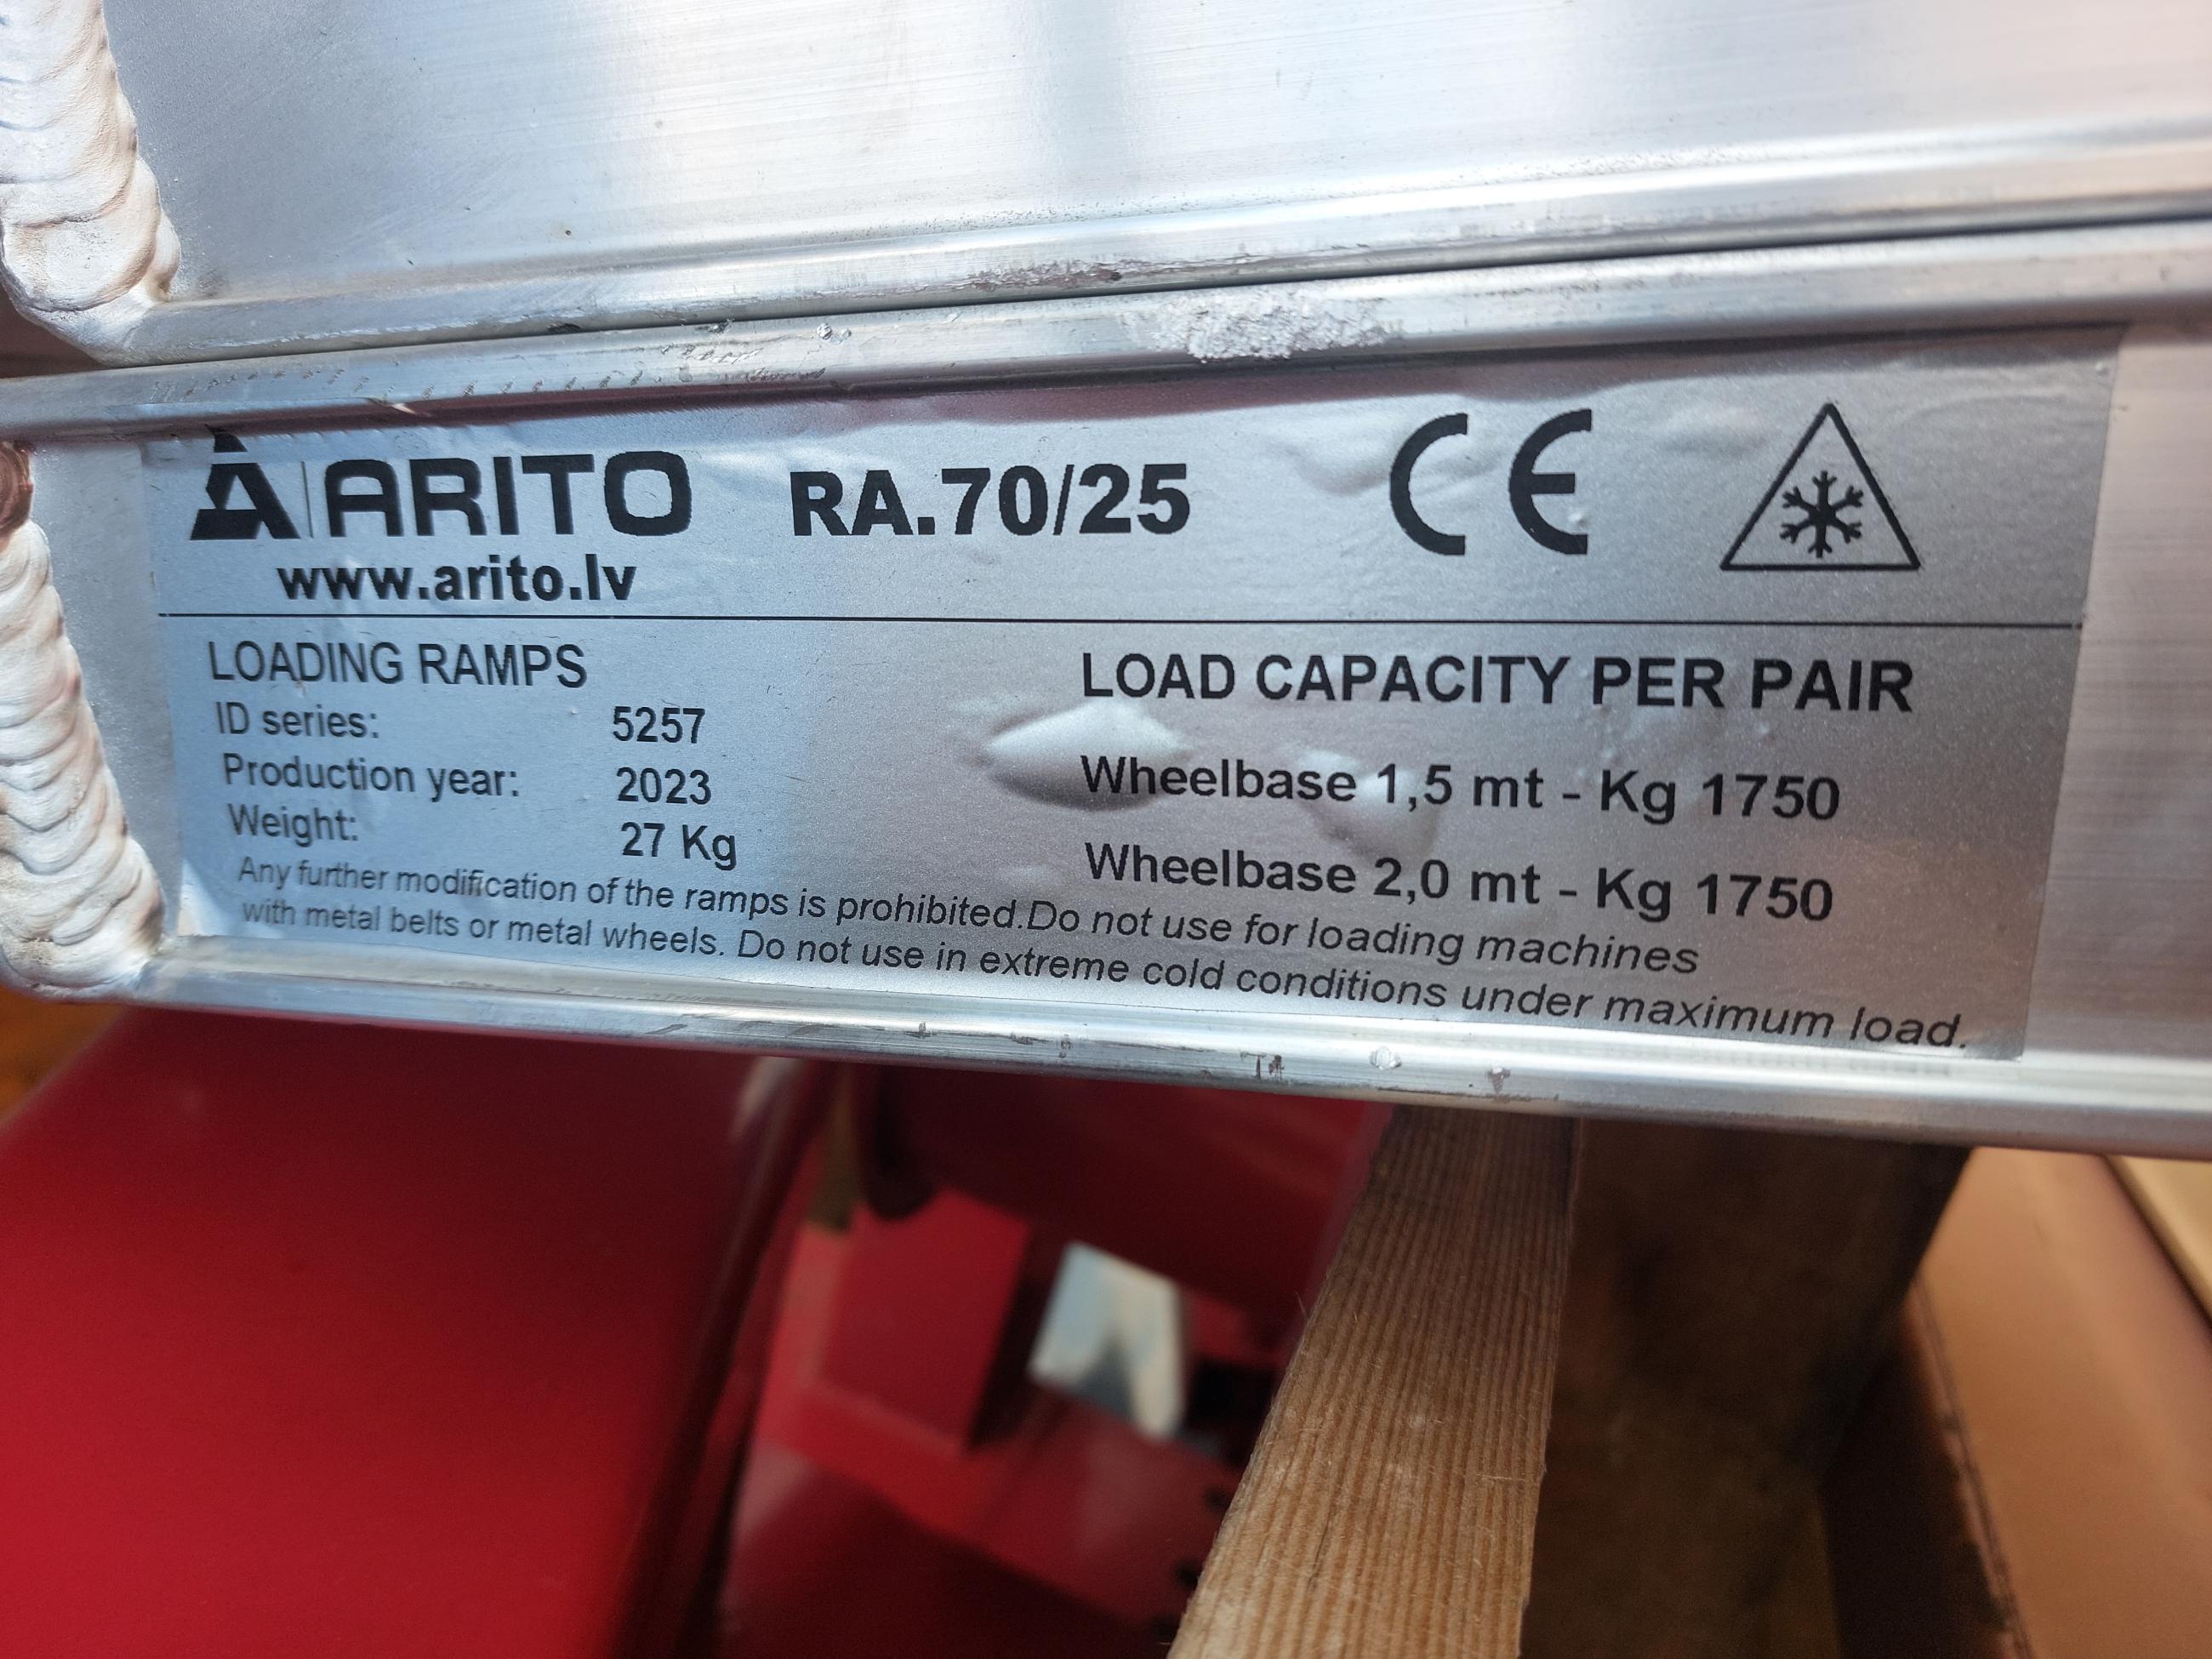 ARITO RA.70/25 CE
www.arito.lv
LOADING RAMPS
ID series: 5257
Production year: 2023
Weight: 27 Kg
LOAD CAPACITY PER PAIR
Wheelbase 1,5 mt - Kg 1750
Wheelbase 2,0 mt - Kg 1750
Any further modification of the ramps is prohibited.Do not use for loading machines
with metal belts or metal wheels. Do not use in extreme cold conditions under maximum load.